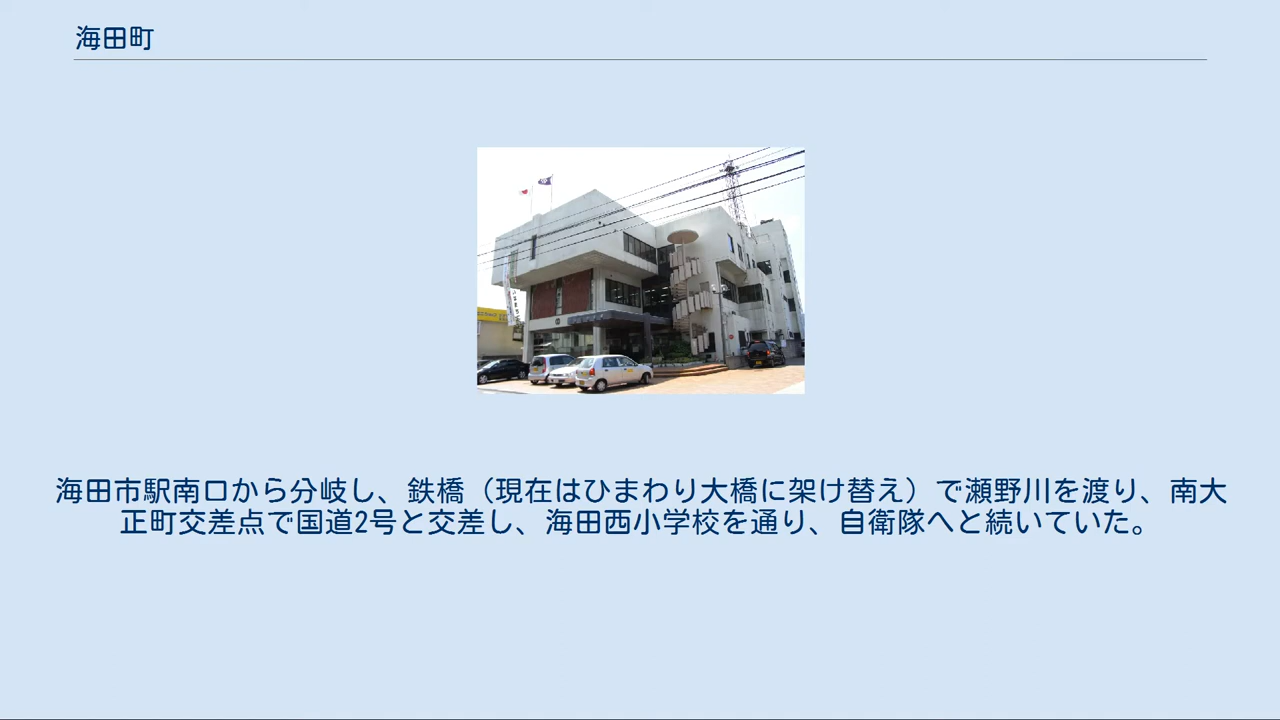 海田町
海田市駅南口から分岐し、鉄橋（現在はひまわり大橋に架け替え）で瀬野川を渡り、南大
正町交差点で国道2号と交差し、海田西小学校を通り、自衛隊へと続いていた。